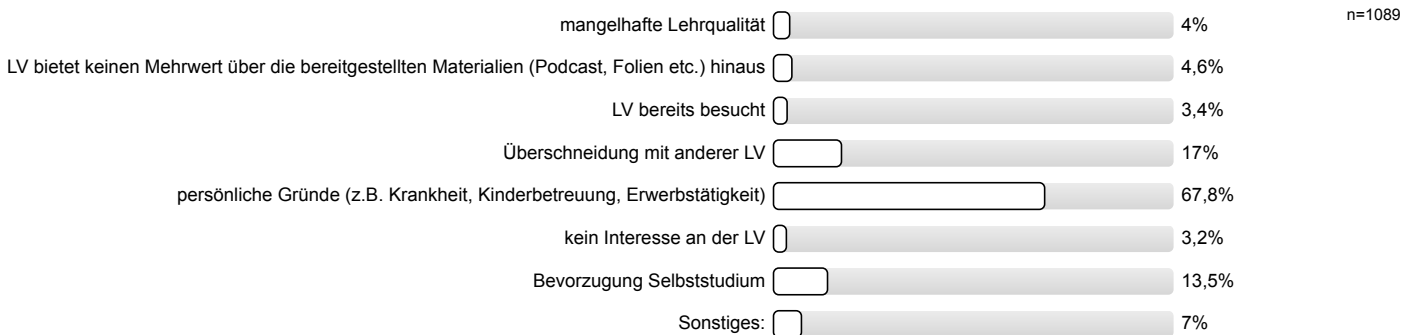 mangelhafte Lehrqualität 4% n=1089
LV bietet keinen Mehrwert über die bereitgestellten Materialien (Podcast, Folien etc.) hinaus 4,6%
LV bereits besucht 3,4%
Überschneidung mit anderer LV 17%
persönliche Gründe (z.B. Krankheit, Kinderbetreuung, Erwerbstätigkeit) 67,8%
kein Interesse an der LV 3,2%
Bevorzugung Selbststudium 13,5%
Sonstiges: 7%